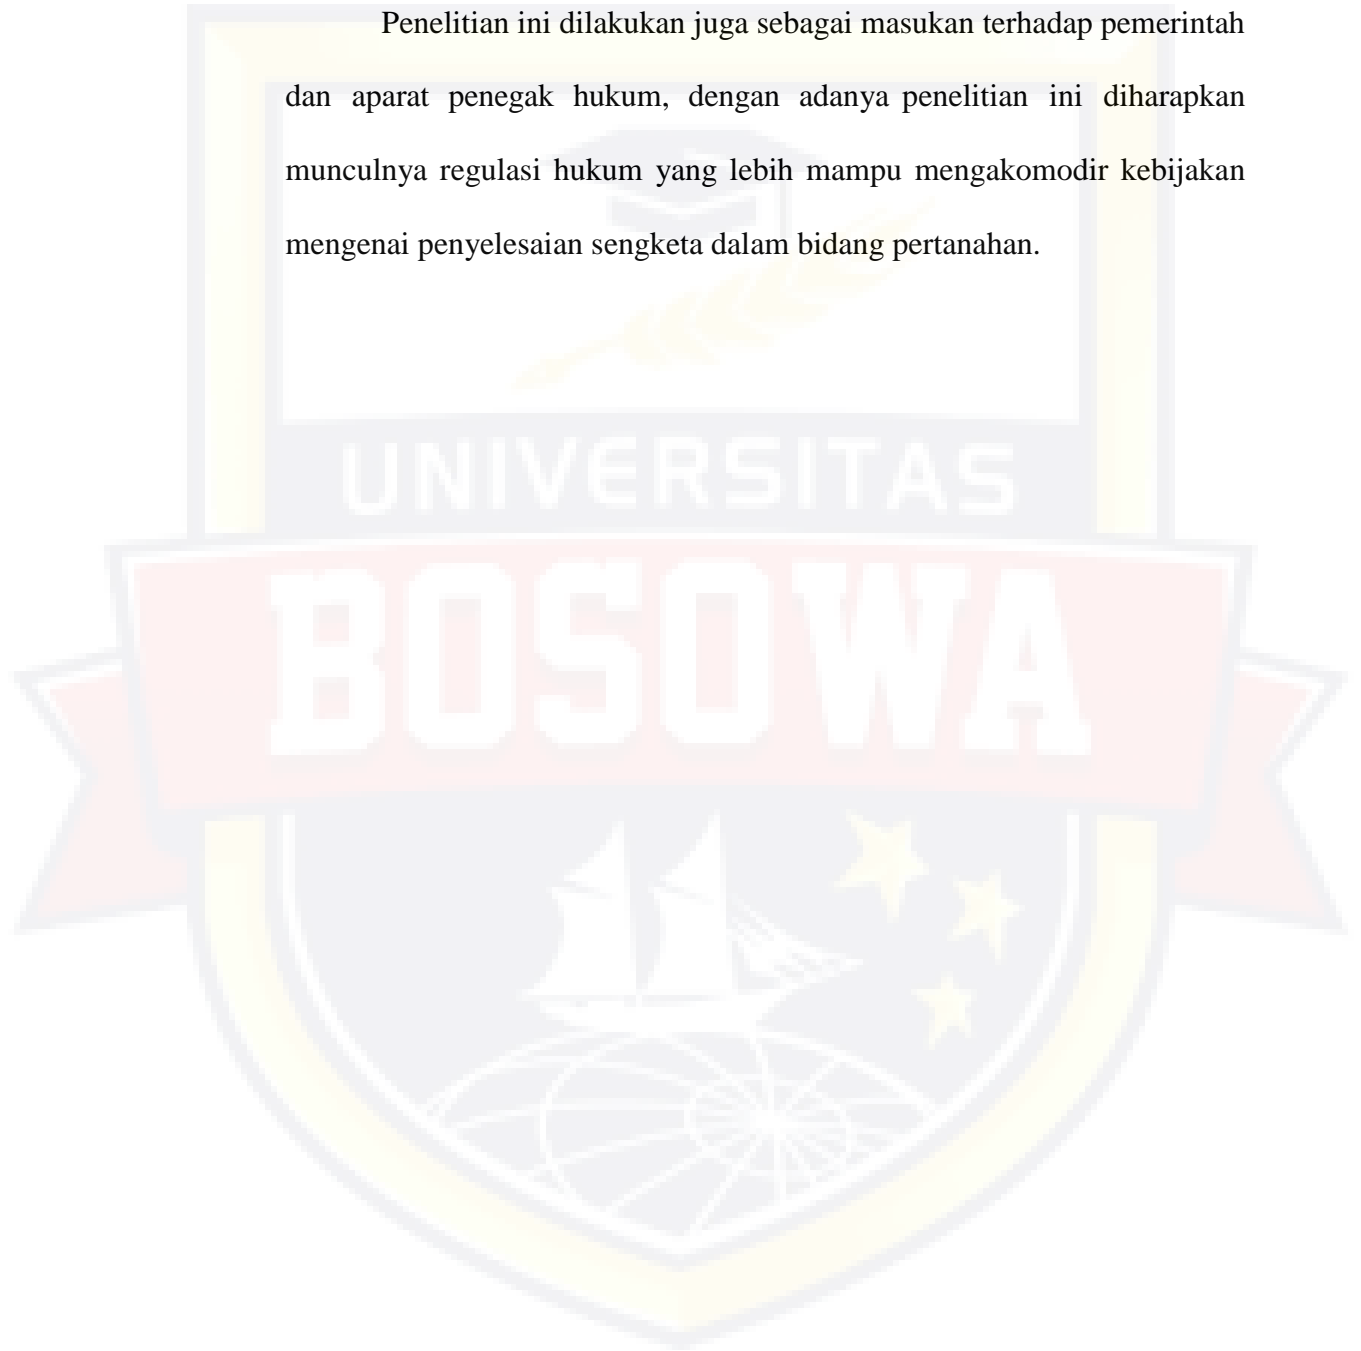 Penelitian ini dilakukan juga sebagai masukan terhadap pemerintah
dan aparat penegak hukum, dengan adanya penelitian ini diharapkan
munculnya regulasi hukum yang lebih mampu mengakomodir kebijakan
mengenai penyelesaian sengketa dalam bidang pertanahan.
UNIVERSITAS
BOSOWA